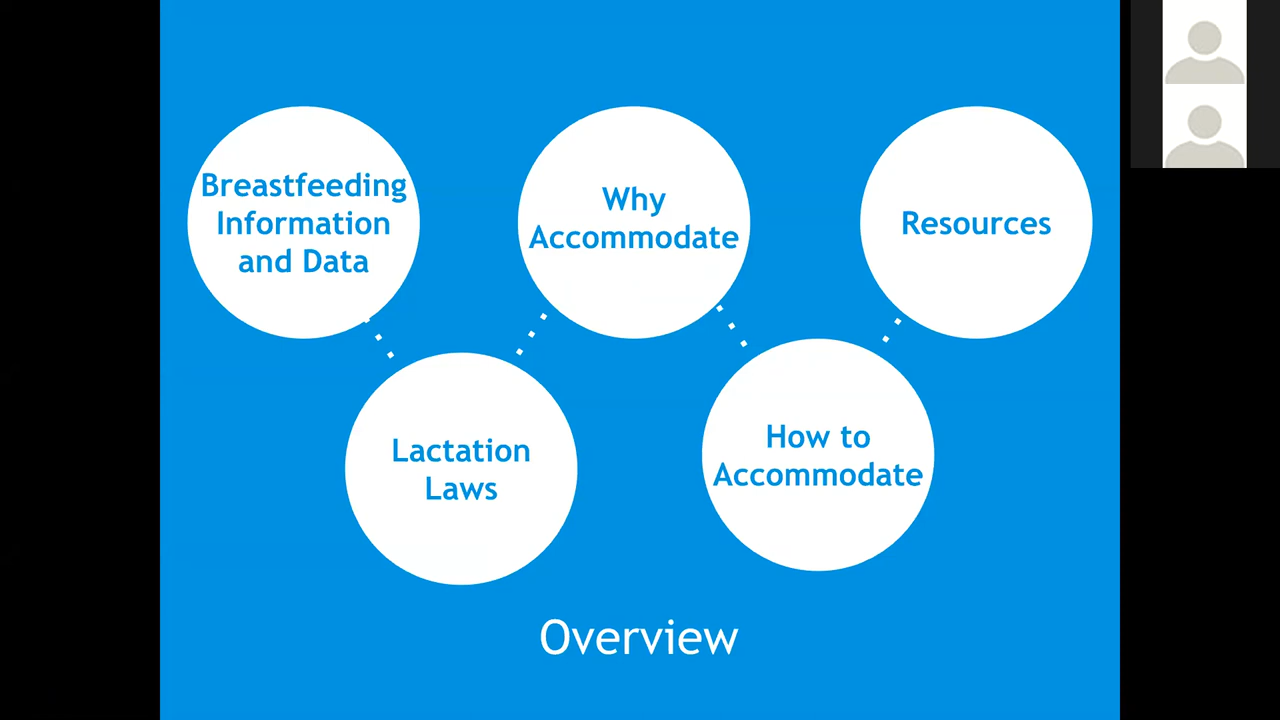 Breastfeeding
Information
and Data
Lactation
Laws
Why
Accommodate
How to
Accommodate
Resources
Overview